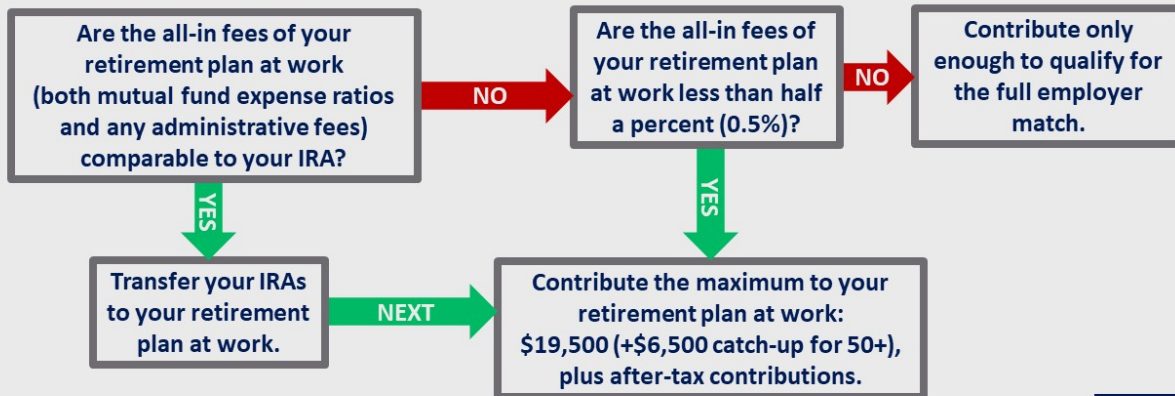 Are the all-in fees of your
retirement plan at work
(both mutual fund expense ratios
and any administrative fees)
comparable to your IRA?
NO
Are the all-in fees of
your retirement plan
at work less than half
a percent (0.5%)?
NO
Contribute only
enough to qualify for
the full employer
match.
YES
YES
Transfer your IRAs
to your retirement
plan at work.
NEXT
Contribute the maximum to your
retirement plan at work:
$19,500 (+$6,500 catch-up for 50+),
plus after-tax contributions.